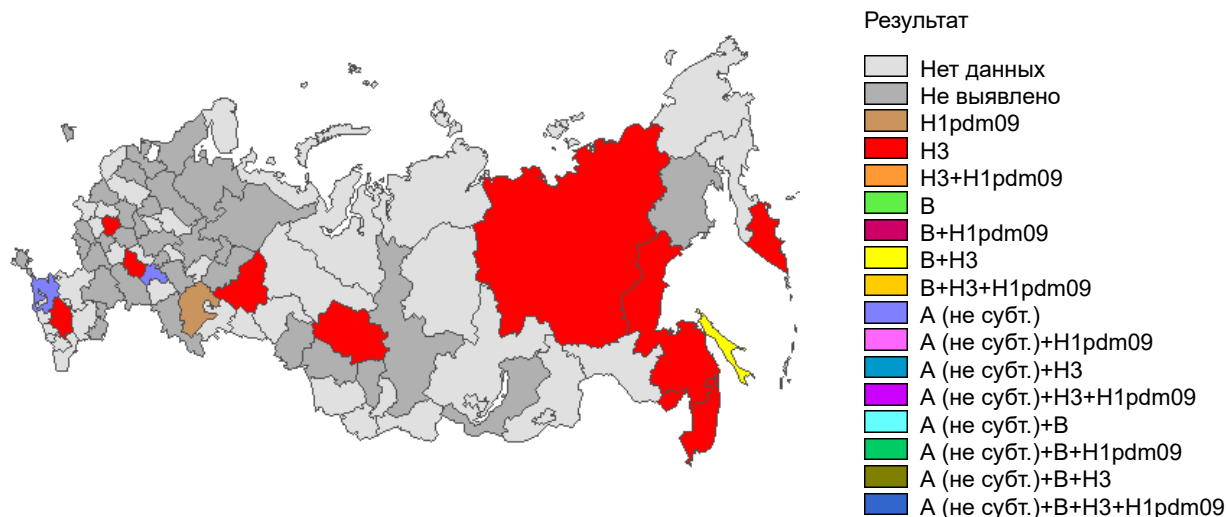 Результат
Нет данных
Не выявлено
H1pdm09
H3
H3+H1pdm09
B
B+H1pdm09
B+H3
B+H3+H1pdm09
A (не субт.)
A (не субт.)+H1pdm09
A (не субт.)+H3
A (не субт.)+H3+H1pdm09
A (не субт.)+B
A (не субт.)+B+H1pdm09
A (не субт.)+B+H3
A (не субт.)+B+H3+H1pdm09